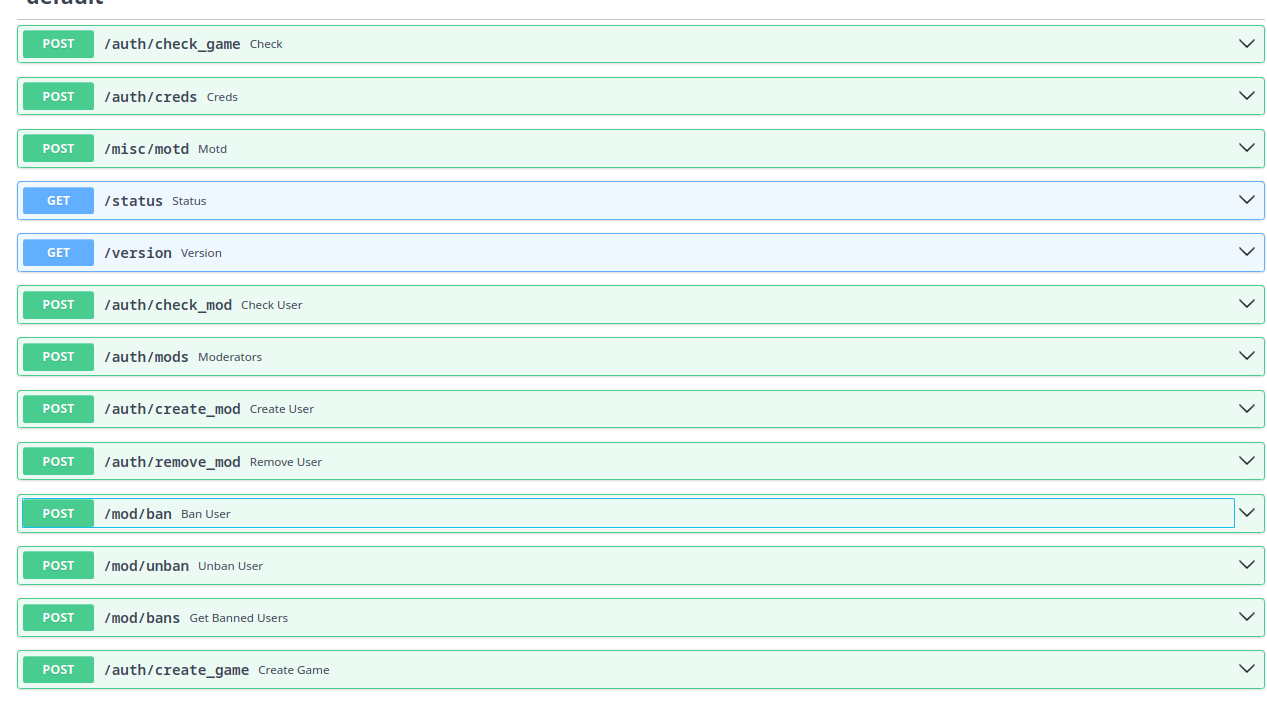 default
POST /auth/check_game Check
POST /auth/creds Creds
POST /misc/motd Motd
GET /status Status
GET /version Version
POST /auth/check_mod Check User
POST /auth/mods Moderators
POST /auth/create_mod Create User
POST /auth/remove_mod Remove User
POST /mod/ban Ban User
POST /mod/unban Unban User
POST /mod/bans Get Banned Users
POST /auth/create_game Create Game